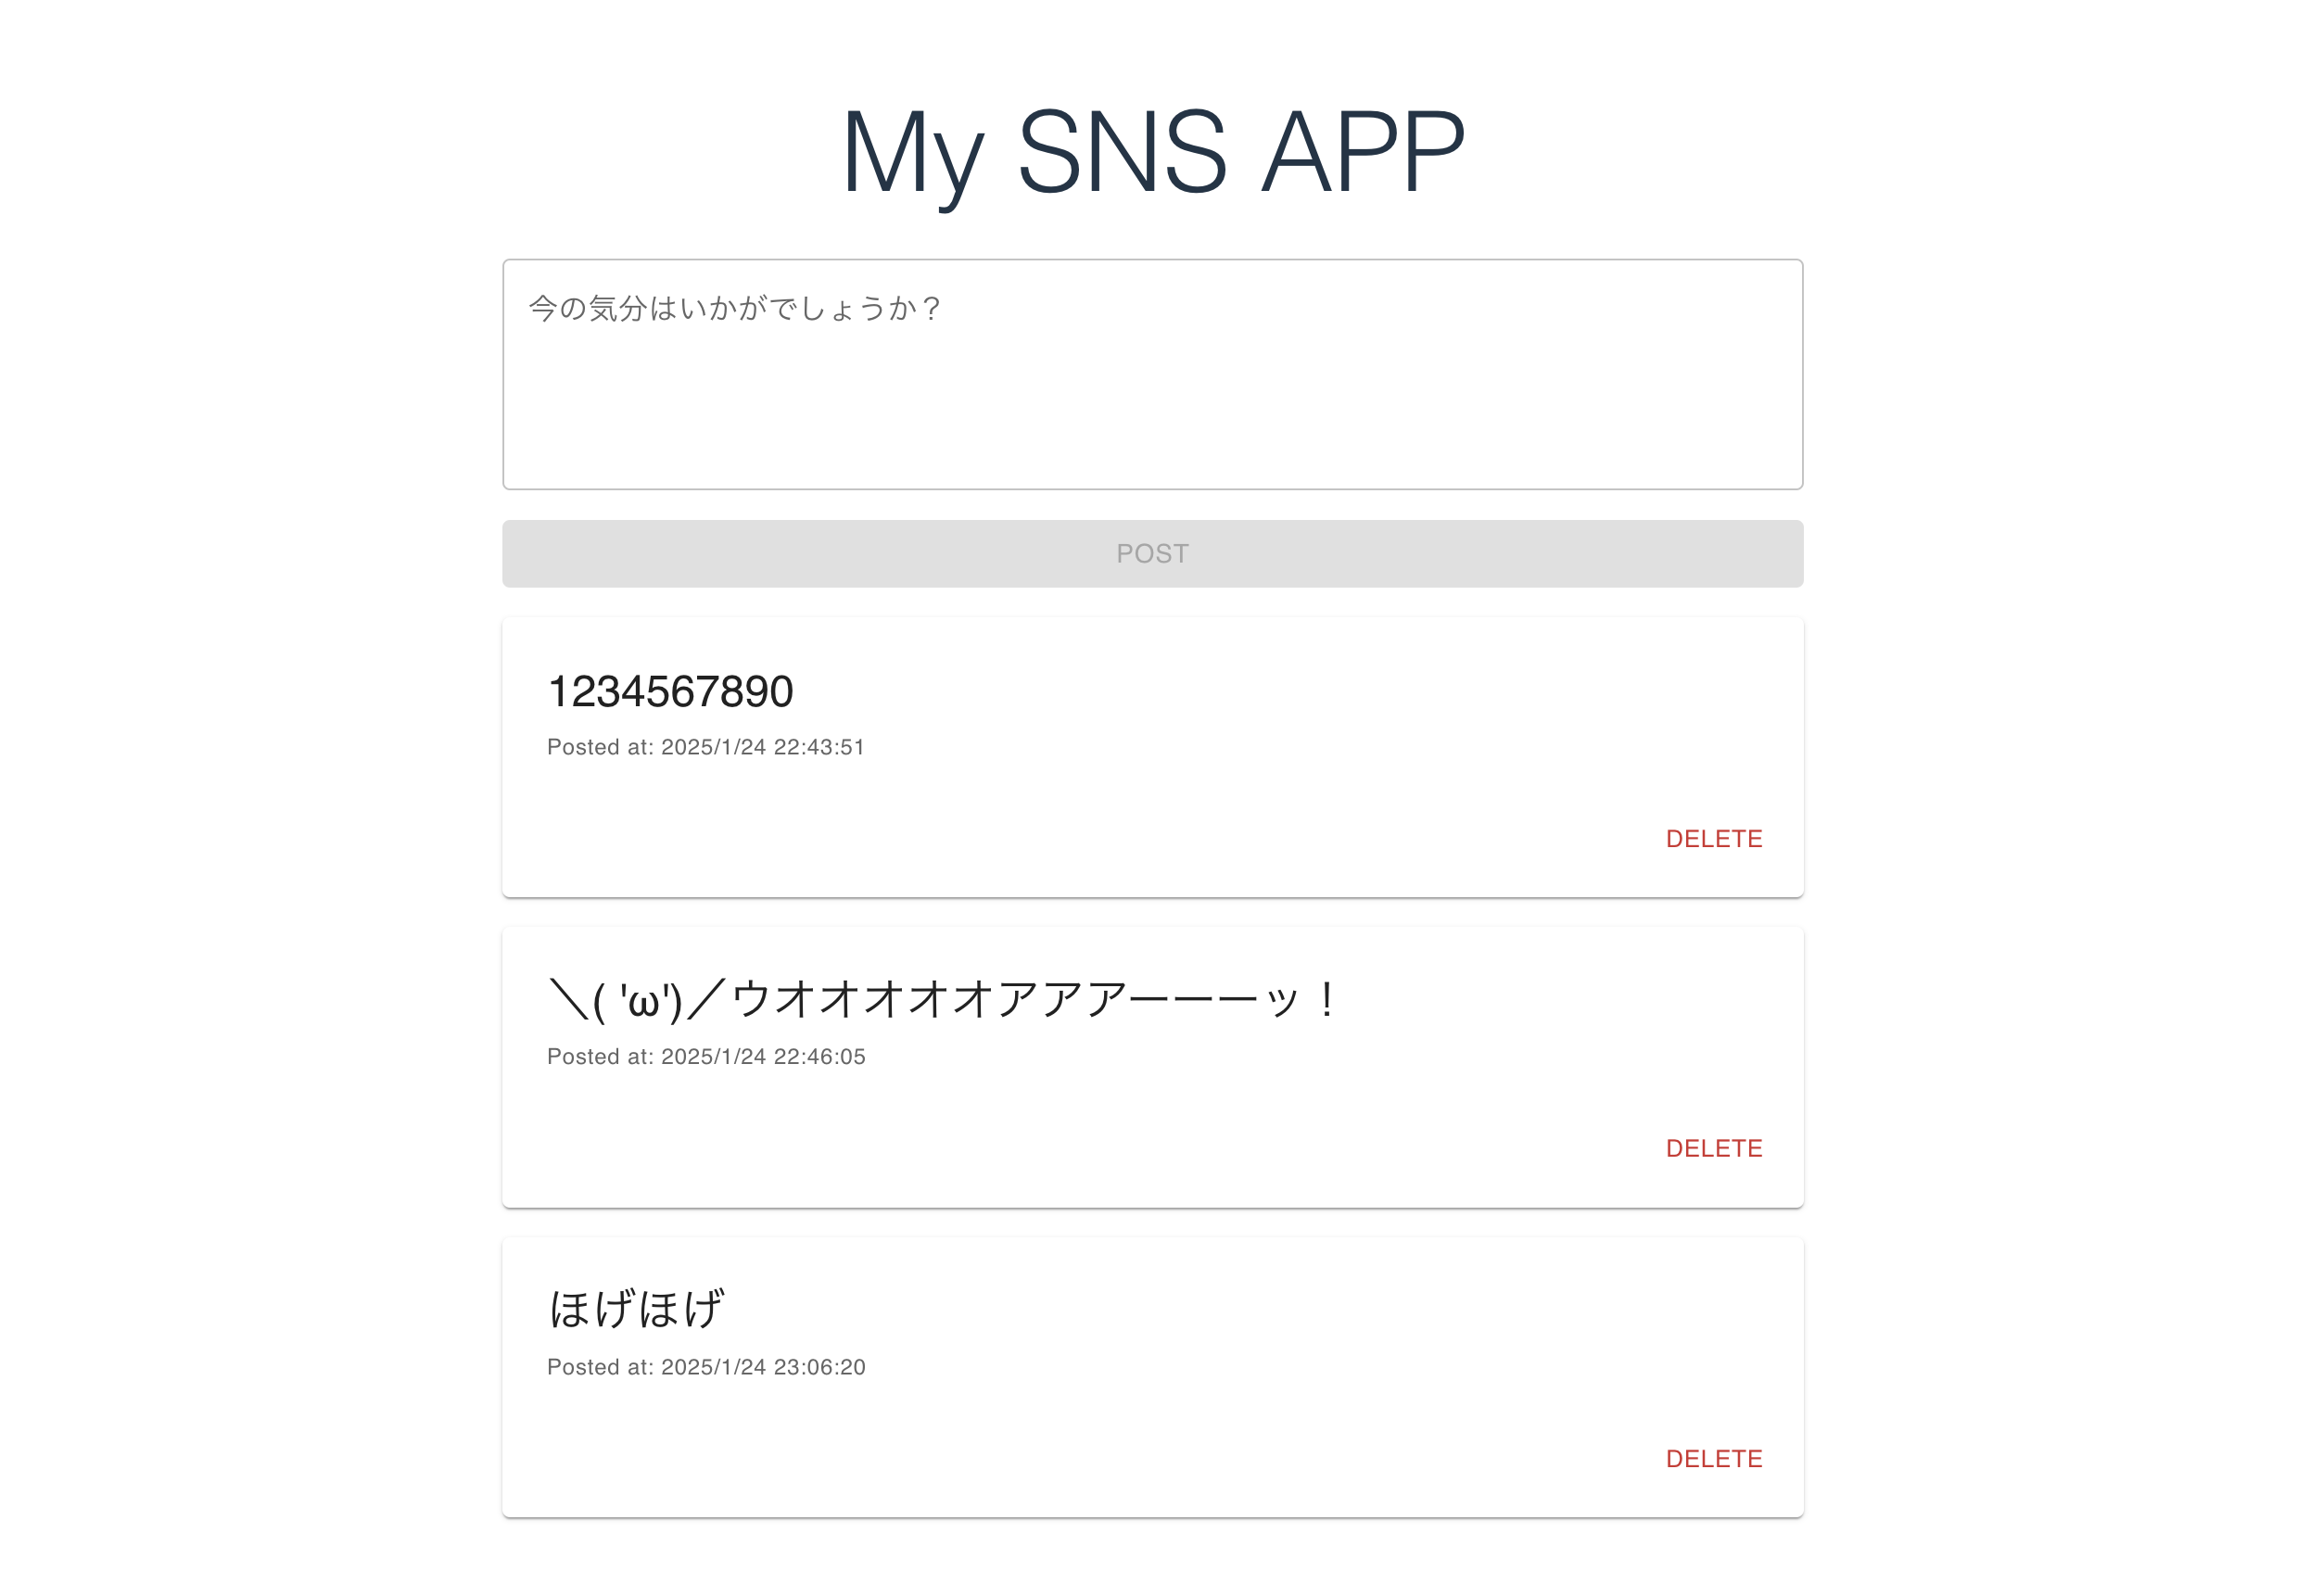 My SNS APP
今の気分はいかがでしょうか？
POST
1234567890
Posted at: 2025/1/24 22:43:51
DELETE
＼( 'ω')／ウオオオオオアアアーーーッ！
Posted at: 2025/1/24 22:46:05
DELETE
ほげほげ
Posted at: 2025/1/24 23:06:20
DELETE